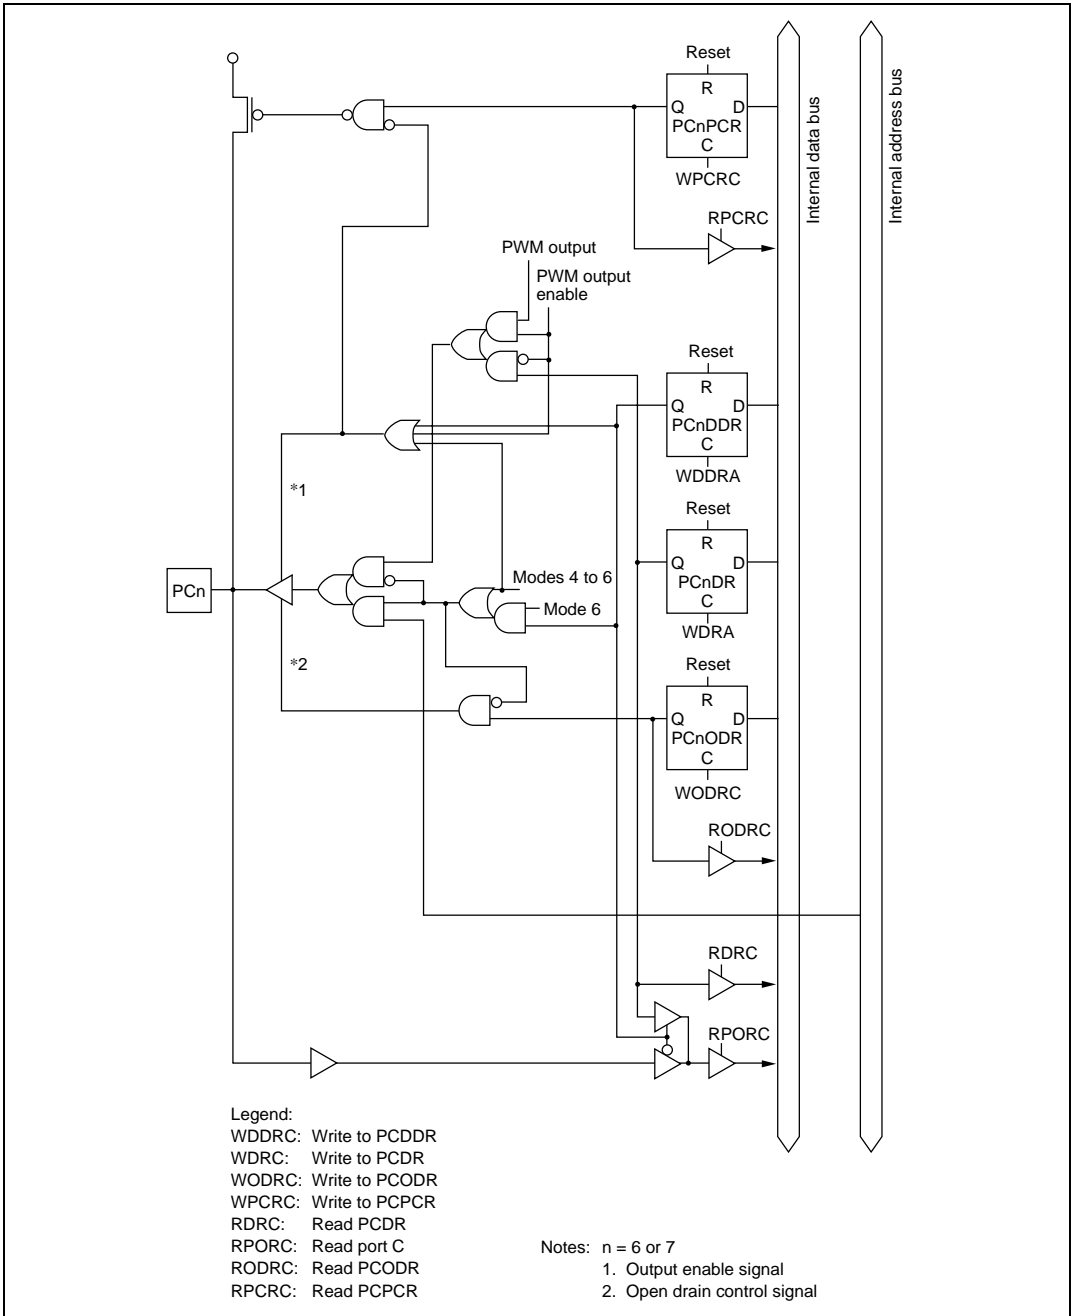 Reset
R
Q D
PCnPCR
C
WPCRC
Internal data bus
Internal address bus
RPCRC
PWM output
PWM output
enable
Reset
R
Q D
PCnDDR
C
WDDRA
*1
Reset
R
Q D
PCnDR
C
WDRA
PCn
Modes 4 to 6
Mode 6
*2
Reset
R
Q D
PCnODR
C
WODRC
RODRC
RDRC
RPORC
Legend:
WDDRC: Write to PCDDR
WDRC: Write to PCDR
WODRC: Write to PCODR
WPCRC: Write to PCPCR
RDRC: Read PCDR
RPORC: Read port C
RODRC: Read PCODR
RPCRC: Read PCPCR
Notes: n = 6 or 7
1. Output enable signal
2. Open drain control signal